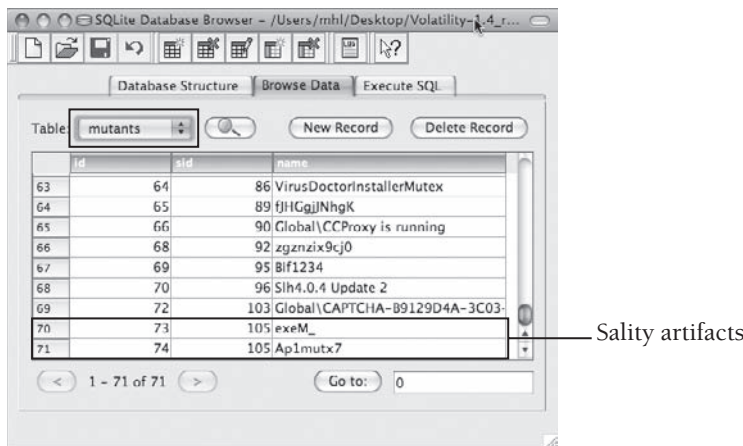 SQLite Database Browser – /Users/mhl/Desktop/Volatility-1.4_r...
Database Structure Browse Data Execute SQL
Table: mutants New Record Delete Record
id sid name
63 64 86 VirusDoctorInstallerMutex
64 65 89 fJHGgjJNhgK
65 66 90 Global\CCProxy is running
66 68 92 zgznzix9cj0
67 69 95 Blf1234
68 70 96 Slh4.0.4 Update 2
69 72 103 Global\CAPTCHA-B9129D4A-3C03-
70 73 105 exeM_
71 74 105 Ap1mutx7
Sality artifacts
< 1 - 71 of 71 > Go to: 0